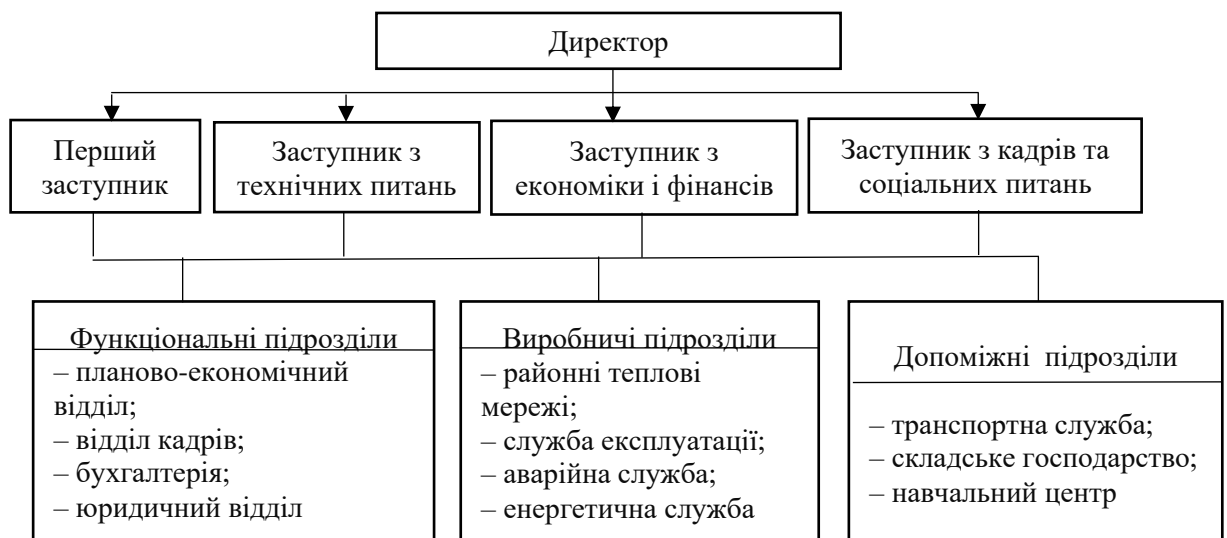 Директор
Перший
заступник
Заступник з
технічних питань
Заступник з
економіки і фінансів
Заступник з кадрів та
соціальних питань
Функціональні підрозділи
– планово-економічний
відділ;
– відділ кадрів;
– бухгалтерія;
– юридичний відділ
Виробничі підрозділи
– районні теплові
мережі;
– служба експлуатації;
– аварійна служба;
– енергетична служба
Допоміжні підрозділи
– транспортна служба;
– складське господарство;
– навчальний центр